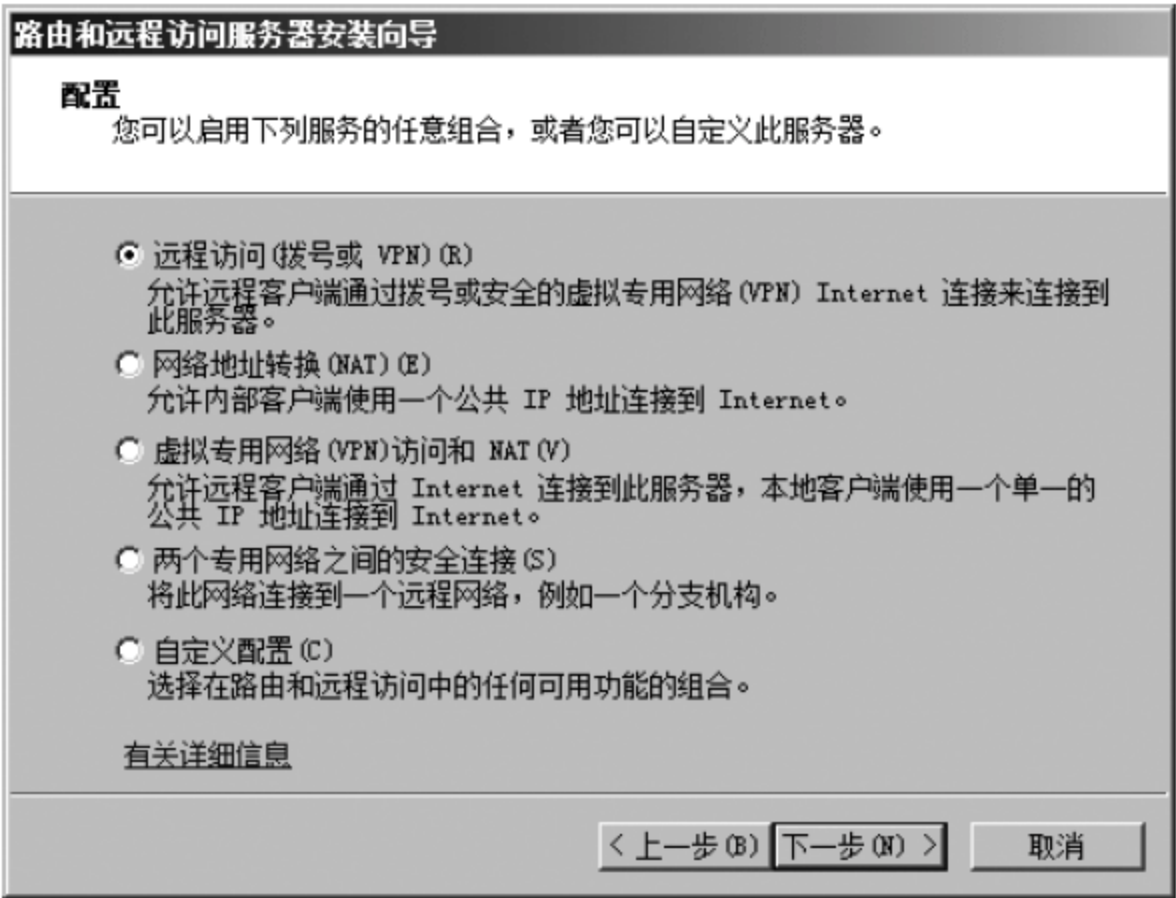 路由和远程访问服务器安装向导
配置
您可以启用下列服务的任意组合，或者您可以自定义此服务器。
远程访问(拨号或 VPN)(R)
允许远程客户端通过拨号或安全的虚拟专用网络(VPN) Internet 连接来连接到
此服务器。
网络地址转换(NAT)(E)
允许内部客户端使用一个公共 IP 地址连接到 Internet。
虚拟专用网络(VPN)访问和 NAT(V)
允许远程客户端通过 Internet 连接到此服务器，本地客户端使用一个单一的
公共 IP 地址连接到 Internet。
两个专用网络之间的安全连接(S)
将此网络连接到一个远程网络，例如一个分支机构。
自定义配置(C)
选择在路由和远程访问中的任何可用功能的组合。
有关详细信息
< 上一步(B) 下一步(N) > 取消